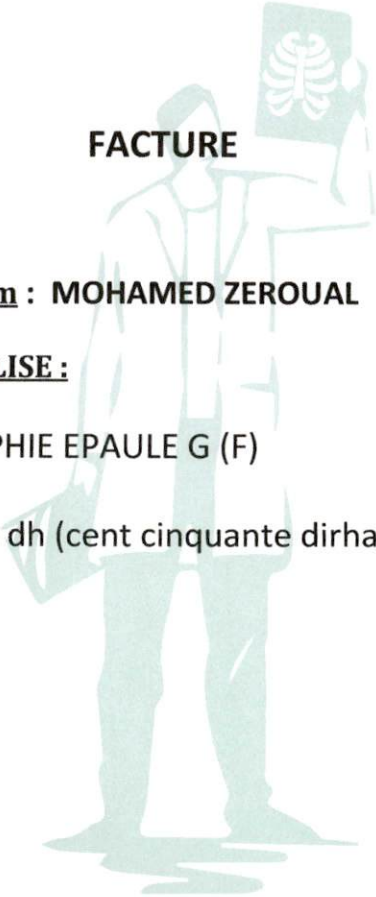 FACTURE
m : MOHAMED ZEROUAL
LISE :
PHIE EPAULE G (F)
dh (cent cinquante dirha